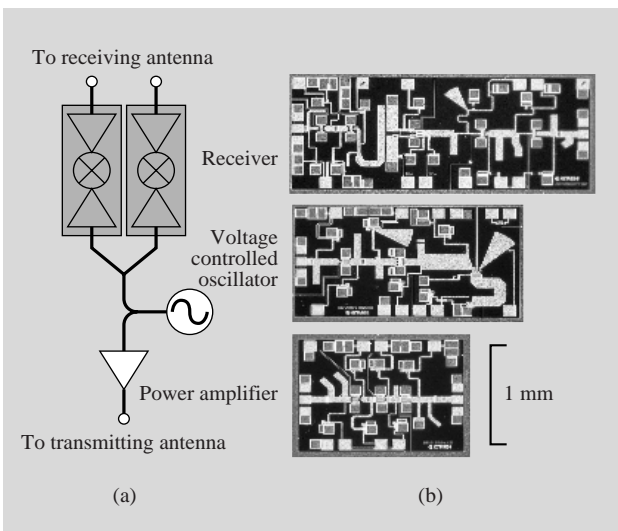 To receiving antenna
Receiver
Voltage
controlled
oscillator
Power amplifier
1 mm
To transmitting antenna
(a)
(b)